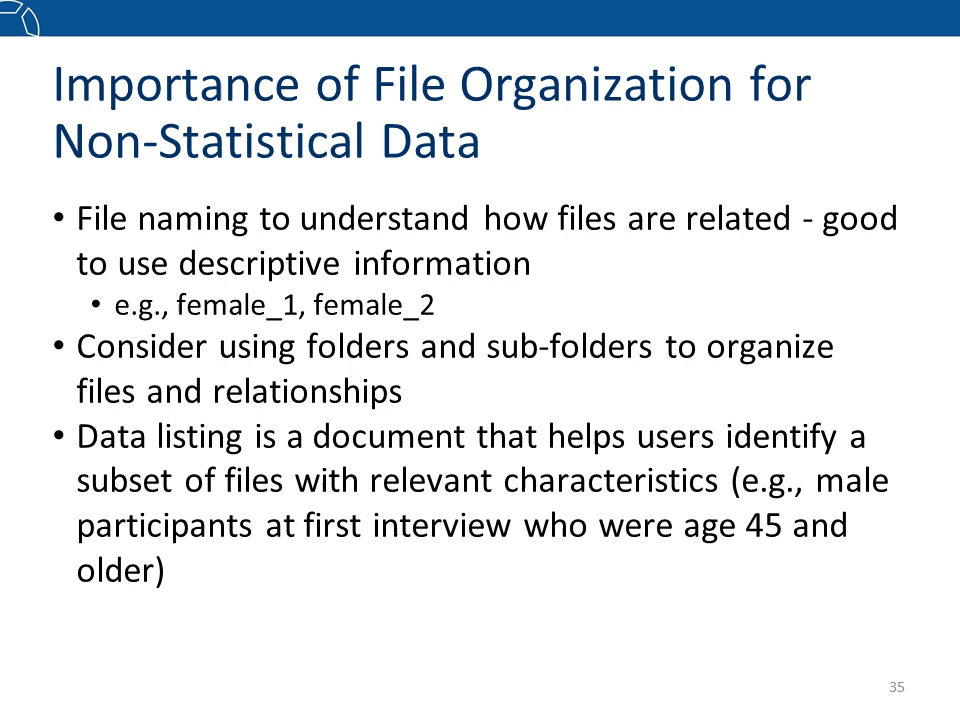 Importance of File Organization for
Non-Statistical Data
• File naming to understand how files are related - good
to use descriptive information
• e.g., female_1, female_2
• Consider using folders and sub-folders to organize
files and relationships
• Data listing is a document that helps users identify a
subset of files with relevant characteristics (e.g., male
participants at first interview who were age 45 and
older)
35